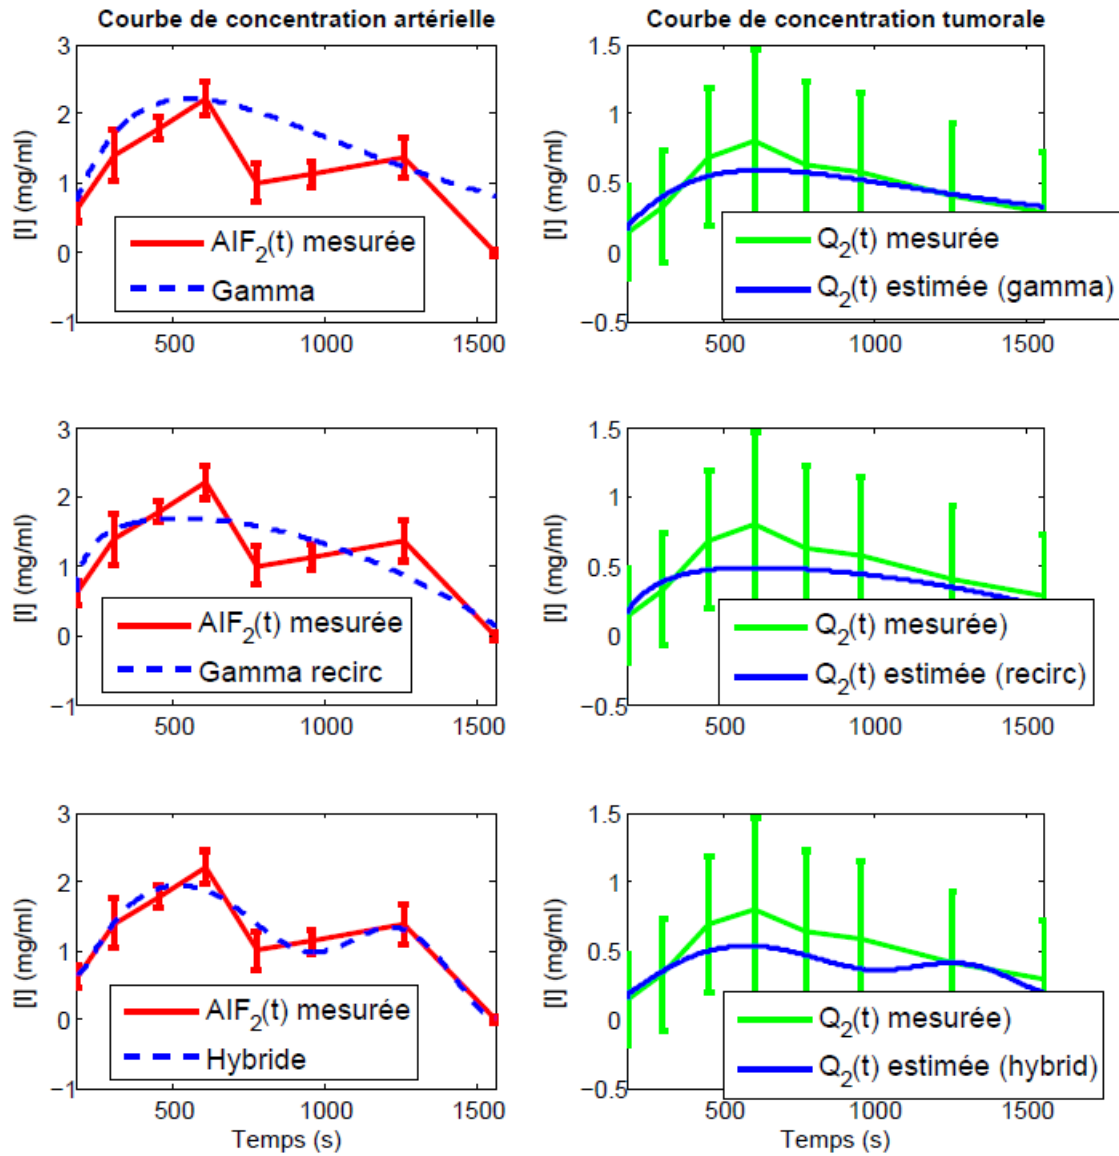 Courbe de concentration artérielle
3
2
1
0
−1
[I] (mg/ml)
AIF2(t) mesurée
Gamma
500
1000
1500
Courbe de concentration tumorale
1.5
1
0.5
0
−0.5
[I] (mg/ml)
Q2(t) mesurée
Q2(t) estimée (gamma)
500
1000
1500
3
2
1
0
−1
[I] (mg/ml)
AIF2(t) mesurée
Gamma recirc
500
1000
1500
1.5
1
0.5
0
−0.5
[I] (mg/ml)
Q2(t) mesurée)
Q2(t) estimée (recirc)
500
1000
1500
3
2
1
0
−1
[I] (mg/ml)
AIF2(t) mesurée
Hybride
500
1000
1500
Temps (s)
1.5
1
0.5
0
−0.5
[I] (mg/ml)
Q2(t) mesurée)
Q2(t) estimée (hybrid)
500
1000
1500
Temps (s)